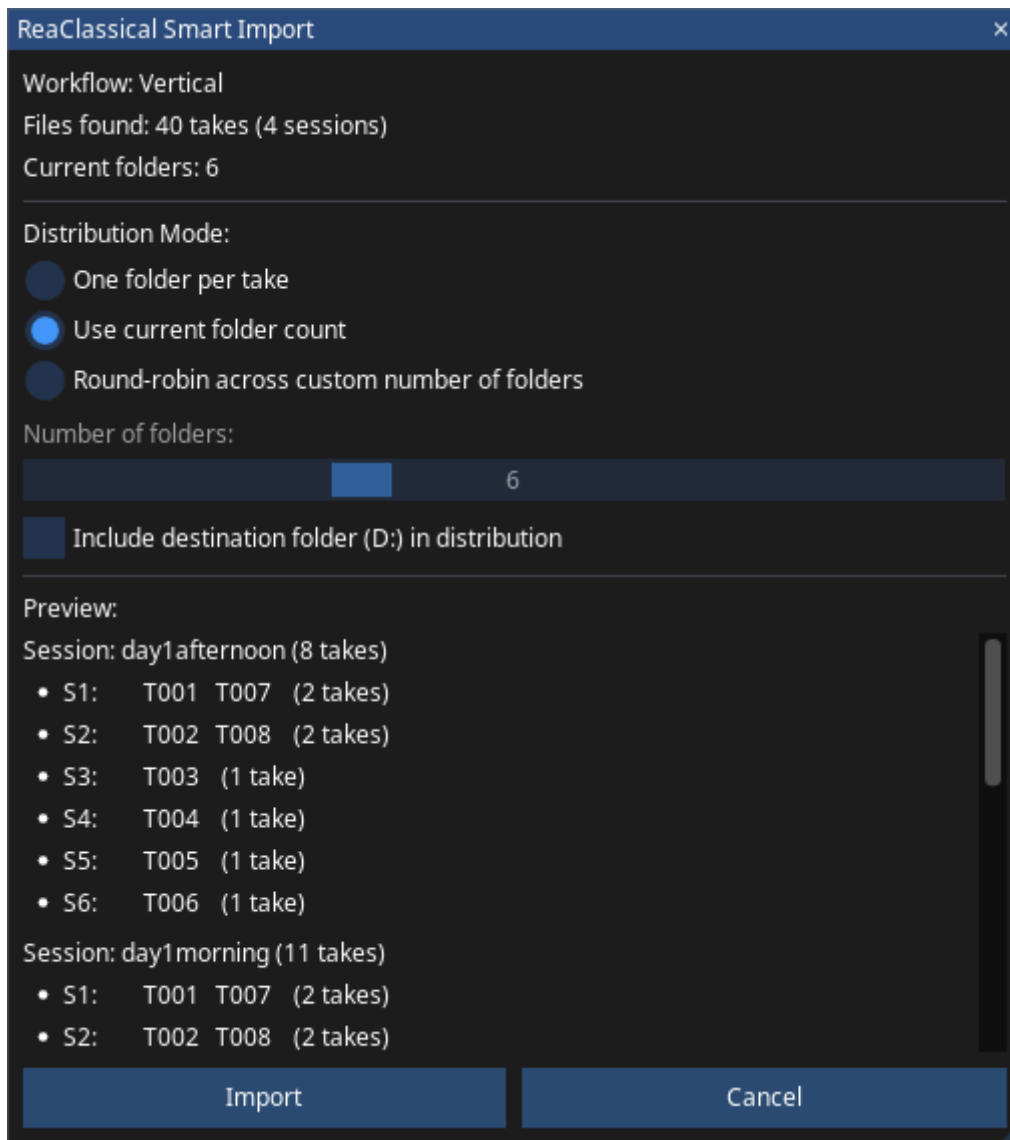 ReaClassical Smart Import ×
Workflow: Vertical
Files found: 40 takes (4 sessions)
Current folders: 6
Distribution Mode:
One folder per take
Use current folder count
Round-robin across custom number of folders
Number of folders:
6
Include destination folder (D:) in distribution
Preview:
Session: day1afternoon (8 takes)
• S1: T001 T007 (2 takes)
• S2: T002 T008 (2 takes)
• S3: T003 (1 take)
• S4: T004 (1 take)
• S5: T005 (1 take)
• S6: T006 (1 take)
Session: day1morning (11 takes)
• S1: T001 T007 (2 takes)
• S2: T002 T008 (2 takes)
Import Cancel